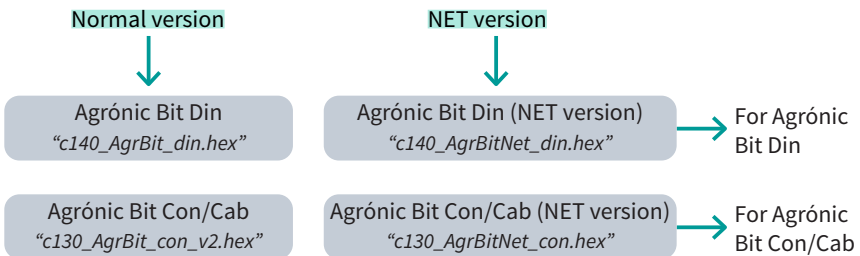 Normal version
NET version
Agrónic Bit Din
“c140_AgrBit_din.hex”
Agrónic Bit Din (NET version)
“c140_AgrBitNet_din.hex”
For Agrónic
Bit Din
Agrónic Bit Con/Cab
“c130_AgrBit_con_v2.hex”
Agrónic Bit Con/Cab (NET version)
“c130_AgrBitNet_con.hex”
For Agrónic
Bit Con/Cab